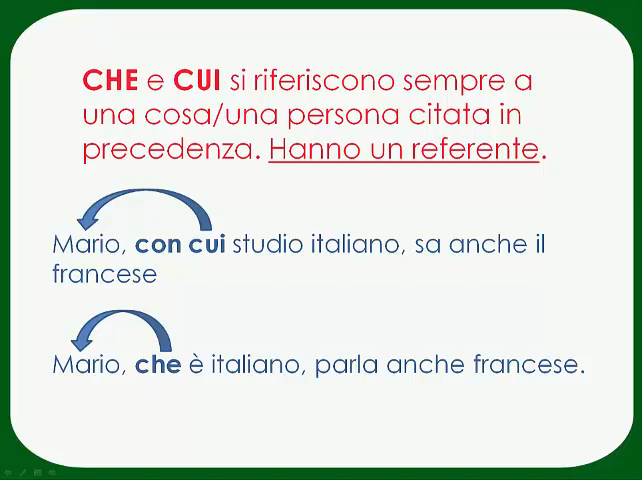 CHE e CUI si riferiscono sempre a
una cosa/una persona citata in
precedenza. Hanno un referente.
Mario, con cui studio italiano, sa anche il
francese
Mario, che è italiano, parla anche francese.